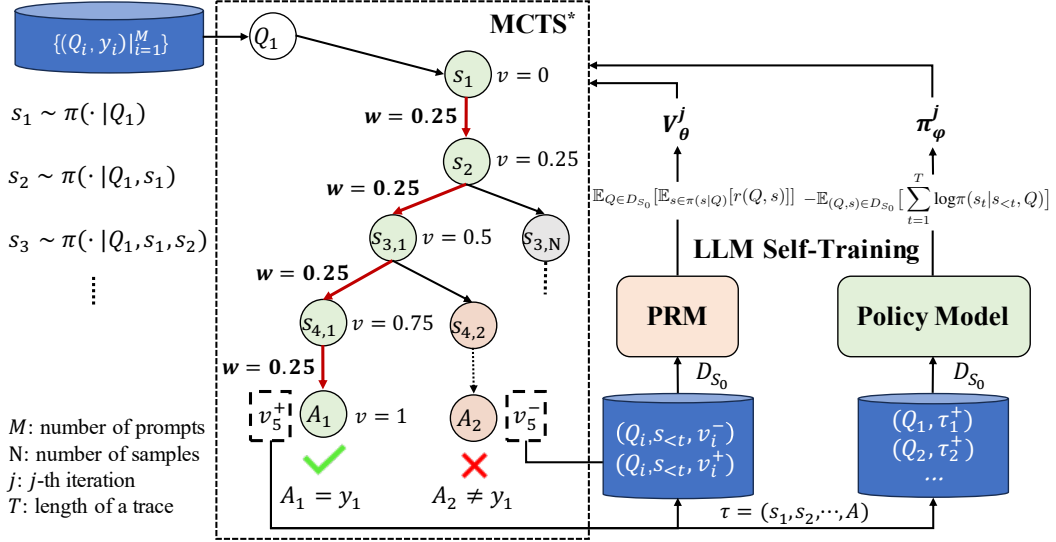 MCTS*
{(Q_i, y_i)|_{i=1}^M}
Q_1
s_1 v = 0
s_1 ~ π(· |Q_1)
w = 0.25
V_θ^j
π_φ^j
s_2 v = 0.25
s_2 ~ π(· |Q_1, s_1)
w = 0.25
𝔼_{Q∈D_{S_0}}[𝔼_{s∈π(s|Q)}[r(Q, s)]]
−𝔼_{(Q,s)∈D_{S_0}}[∑_{t=1}^T logπ(s_t|s_{<t}, Q)]
s_3 ~ π(· |Q_1, s_1, s_2)
s_{3,1} v = 0.5
s_{3,N}
LLM Self-Training
w = 0.25
s_{4,1} v = 0.75
s_{4,2}
PRM
Policy Model
w = 0.25
D_{S_0}
D_{S_0}
v_5^+
A_1 v = 1
A_2
v_5^-
(Q_i, s_{<t}, v_i^-)
(Q_i, s_{<t}, v_i^+)
(Q_1, τ_1^+)
(Q_2, τ_2^+)
...
M: number of prompts
N: number of samples
j: j-th iteration
T: length of a trace
A_1 = y_1
A_2 ≠ y_1
τ = (s_1, s_2, ⋯, A)